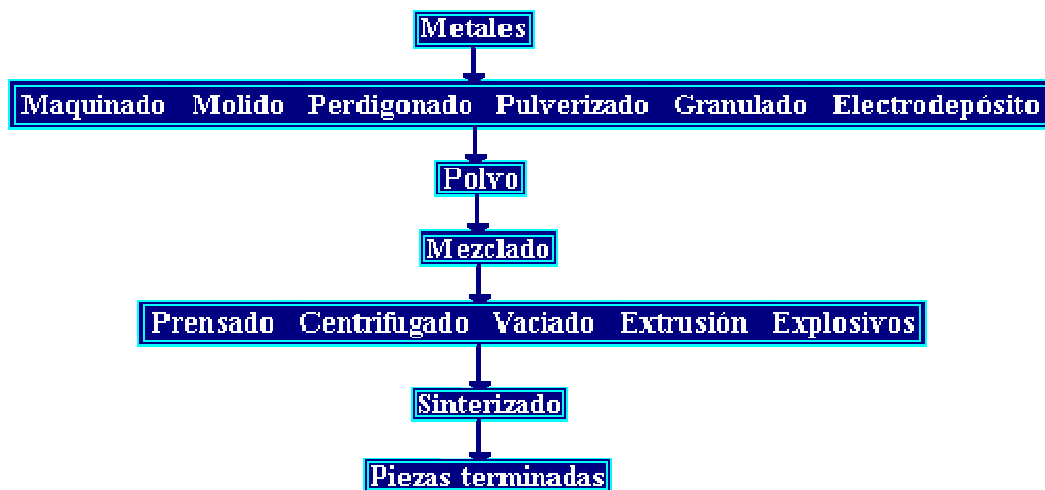 Metales
Maquinado Molido Perdigonado Pulverizado Granulado Electrodepósito
Polvo
Mezclado
Prensado Centrifugado Vaciado Extrusión Explosivos
Sinterizado
Piezas terminadas